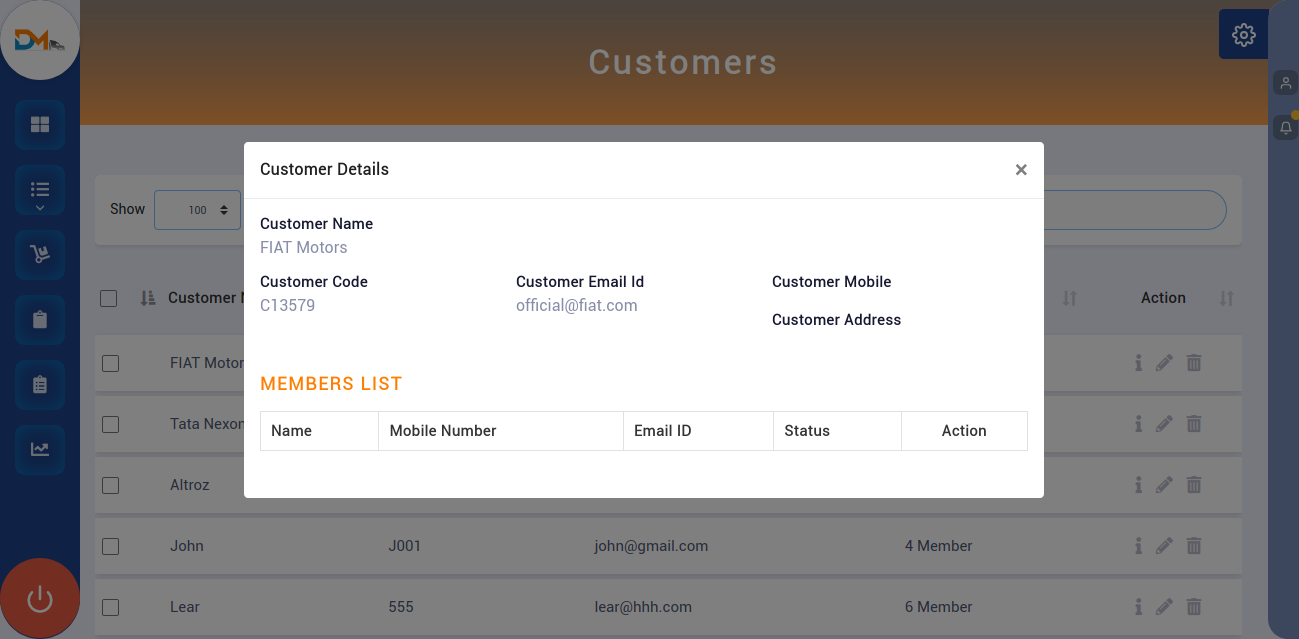 DM
Customers
Customer Details ×
Show 100
Customer Name
FIAT Motors
Customer Code Customer Email Id Customer Mobile
C13579 official@fiat.com
Customer Address
Customer Action
FIAT
Tata
Altroz
MEMBERS LIST
Name Mobile Number Email ID Status Action
John J001 john@gmail.com 4 Member
Lear 555 lear@hhh.com 6 Member